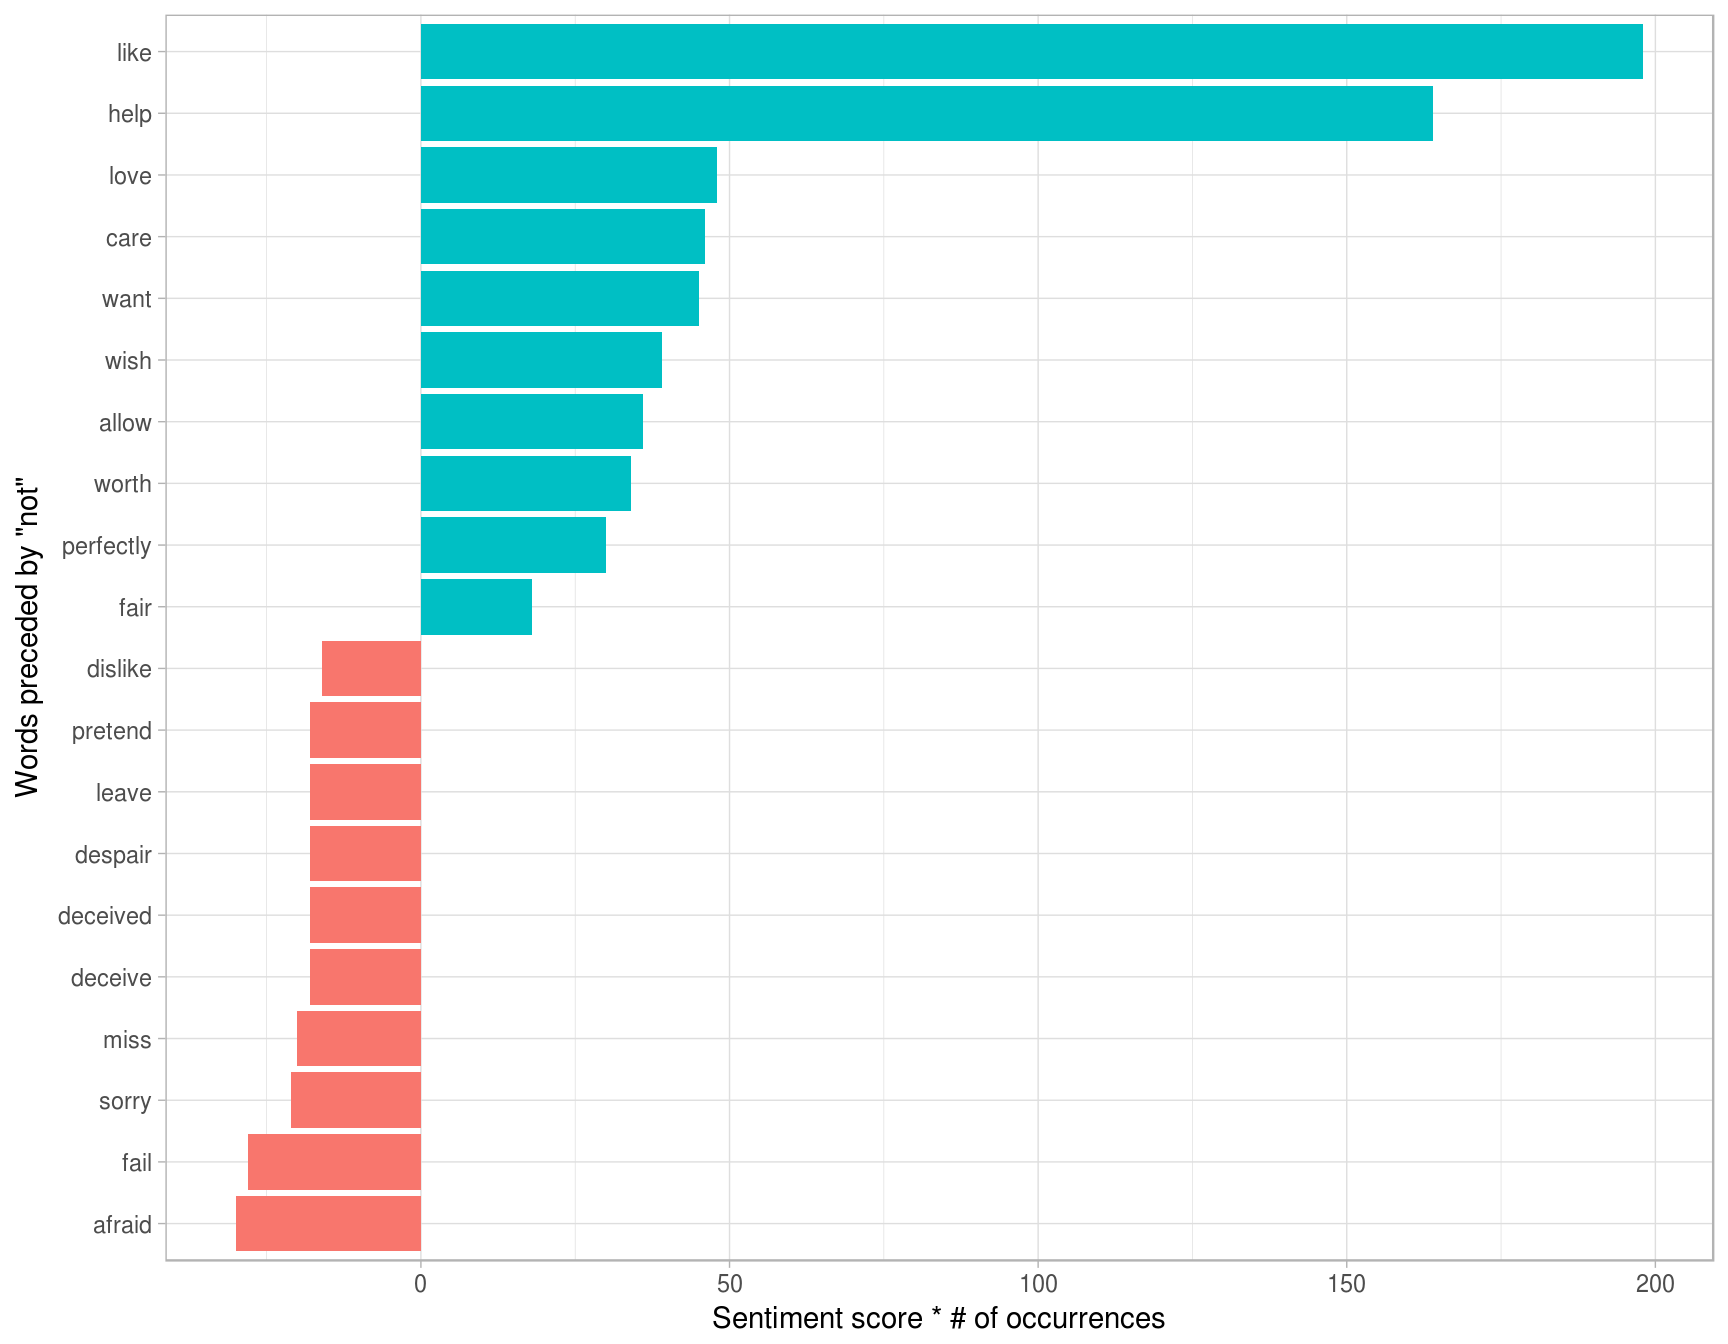 like
help
love
care
want
wish
allow
worth
perfectly
fair
dislike
pretend
leave
despair
deceived
deceive
miss
sorry
fail
afraid
Words preceded by "not"
0 50 100 150 200
Sentiment score * # of occurrences